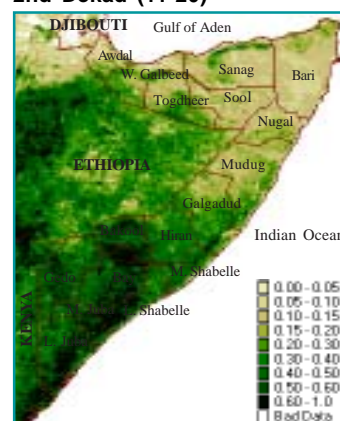 2nd Dekad (11-20)
DJIBOUTI
Gulf of Aden
Awdal
W. Galbeed
Sanag
Bari
Togdheer
Sool
Nugal
ETHIOPIA
Mudug
Galgadud
Hiran
Indian Ocean
M. Shabelle
Shabelle
KENYA
0.00-0.05
0.05-0.10
0.10-0.15
0.15-0.20
0.20-0.30
0.30-0.40
0.40-0.50
0.50-0.60
0.60-1.0
Bad Data